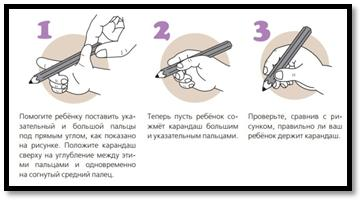 1
2
3
Помогите ребёнку поставить ука-
зательный и большой пальцы
под прямым углом, как показано
на рисунке. Положите карандаш
сверху на углубление между эти-
ми пальцами и одновременно
на согнутый средний палец.
Теперь пусть ребёнок со-
жмёт карандаш большим
и указательным пальцами.
Проверьте, сравнив с ри-
сунком, правильно ли ваш
ребёнок держит карандаш.